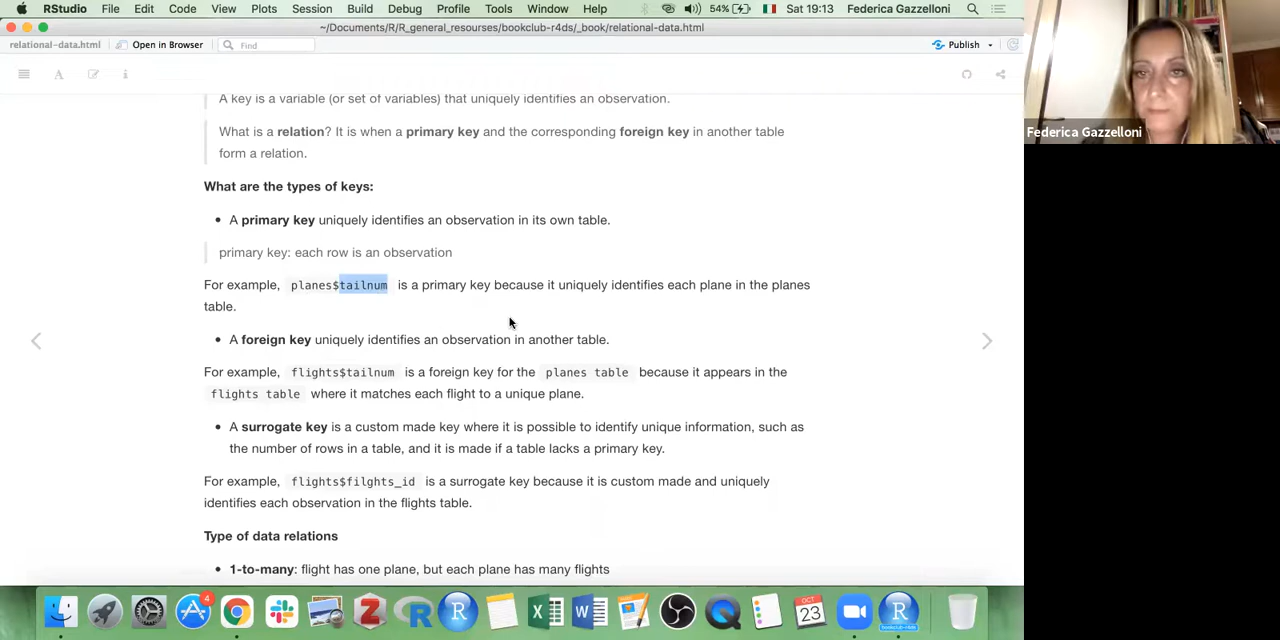 RStudio File Edit Code View Plots Session Build Debug Profile Tools Window Help 54% Sat 19:13 Federica Gazzelloni
~/Documents/R/R_general_resourses/bookclub-r4ds/_book/relational-data.html
relational-data.html Open in Browser Find Publish
A key is a variable (or set of variables) that uniquely identifies an observation.
What is a relation? It is when a primary key and the corresponding foreign key in another table
form a relation.
What are the types of keys:
A primary key uniquely identifies an observation in its own table.
primary key: each row is an observation
For example, planes$tailnum is a primary key because it uniquely identifies each plane in the planes
table.
A foreign key uniquely identifies an observation in another table.
For example, flights$tailnum is a foreign key for the planes table because it appears in the
flights table where it matches each flight to a unique plane.
A surrogate key is a custom made key where it is possible to identify unique information, such as
the number of rows in a table, and it is made if a table lacks a primary key.
For example, flights$filghts_id is a surrogate key because it is custom made and uniquely
identifies each observation in the flights table.
Type of data relations
1-to-many: flight has one plane, but each plane has many flights
Federica Gazzelloni
4
OCT
23
bookclub-r4ds